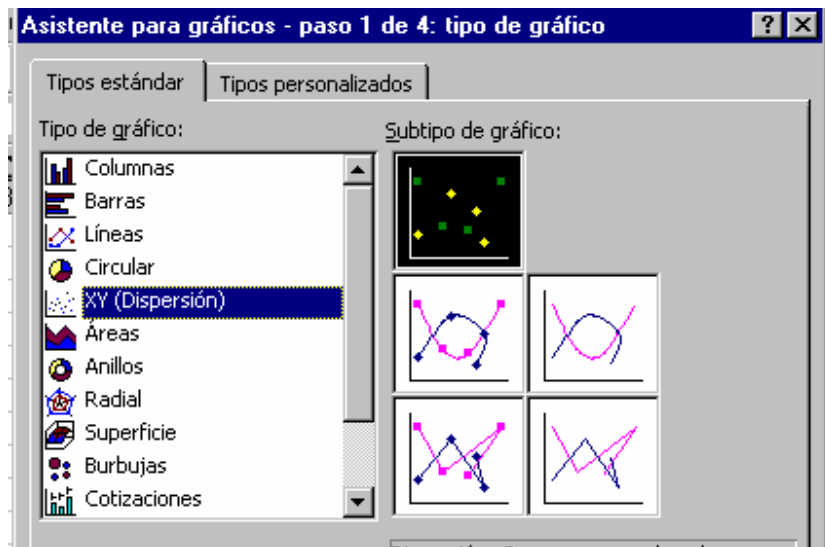 Asistente para gráficos - paso 1 de 4: tipo de gráfico
Tipos estándar
Tipos personalizados
Tipo de gráfico:
Subtipo de gráfico:
Columnas
Barras
Líneas
Circular
XY (Dispersión)
Áreas
Anillos
Radial
Superficie
Burbujas
Cotizaciones